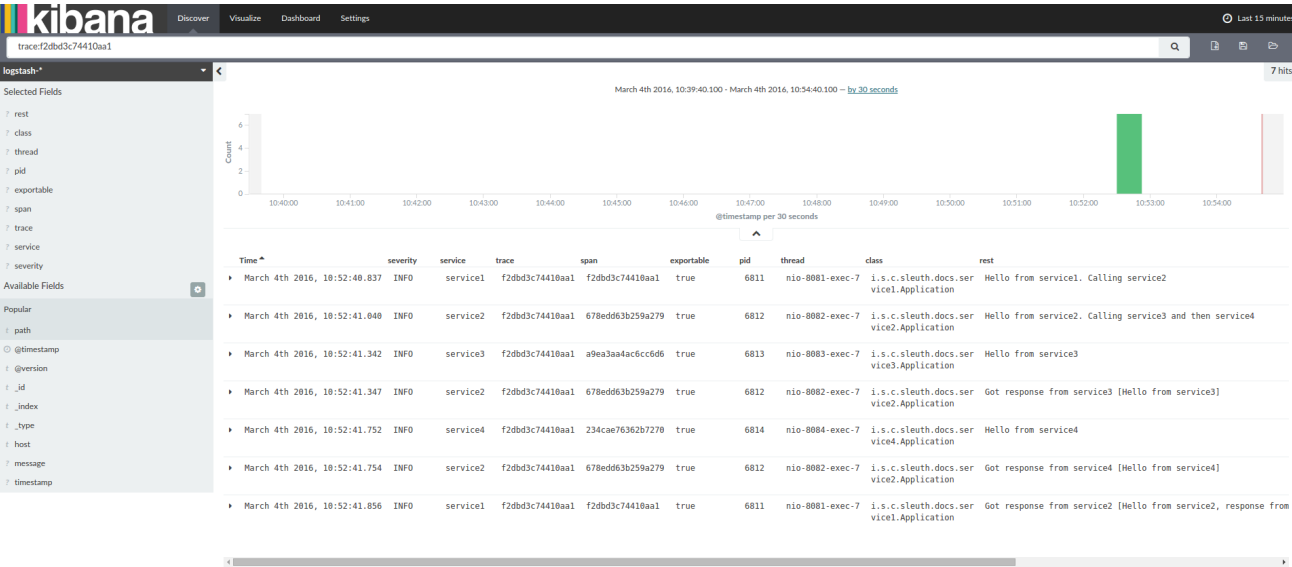 kibana Discover Visualize Dashboard Settings Last 15 minutes
trace:f2dbd3c74410aa1
logstash-* 7 hits
Selected Fields
? rest
? class
? thread
? pid
? exportable
? span
? trace
? service
? severity
Available Fields
Popular
t path
@timestamp
t @version
t _id
t _index
t _type
t host
? message
? timestamp
March 4th 2016, 10:39:40.100 - March 4th 2016, 10:54:40.100 — by 30 seconds
Count
6
4
2
0
10:40:00 10:41:00 10:42:00 10:43:00 10:44:00 10:45:00 10:46:00 10:47:00 10:48:00 10:49:00 10:50:00 10:51:00 10:52:00 10:53:00 10:54:00
@timestamp per 30 seconds
Time severity service trace span exportable pid thread class rest
March 4th 2016, 10:52:40.837 INFO service1 f2dbd3c74410aa1 f2dbd3c74410aa1 true 6811 nio-8081-exec-7 i.s.c.sleuth.docs.ser Hello from service1. Calling service2
vice1.Application
March 4th 2016, 10:52:41.040 INFO service2 f2dbd3c74410aa1 678edd63b259a279 true 6812 nio-8082-exec-7 i.s.c.sleuth.docs.ser Hello from service2. Calling service3 and then service4
vice2.Application
March 4th 2016, 10:52:41.342 INFO service3 f2dbd3c74410aa1 a9ea3aa4ac6cc6d6 true 6813 nio-8083-exec-7 i.s.c.sleuth.docs.ser Hello from service3
vice3.Application
March 4th 2016, 10:52:41.347 INFO service2 f2dbd3c74410aa1 678edd63b259a279 true 6812 nio-8082-exec-7 i.s.c.sleuth.docs.ser Got response from service3 [Hello from service3]
vice2.Application
March 4th 2016, 10:52:41.752 INFO service4 f2dbd3c74410aa1 234cae76362b7270 true 6814 nio-8084-exec-7 i.s.c.sleuth.docs.ser Hello from service4
vice4.Application
March 4th 2016, 10:52:41.754 INFO service2 f2dbd3c74410aa1 678edd63b259a279 true 6812 nio-8082-exec-7 i.s.c.sleuth.docs.ser Got response from service4 [Hello from service4]
vice2.Application
March 4th 2016, 10:52:41.856 INFO service1 f2dbd3c74410aa1 f2dbd3c74410aa1 true 6811 nio-8081-exec-7 i.s.c.sleuth.docs.ser Got response from service2 [Hello from service2, response from
vice1.Application